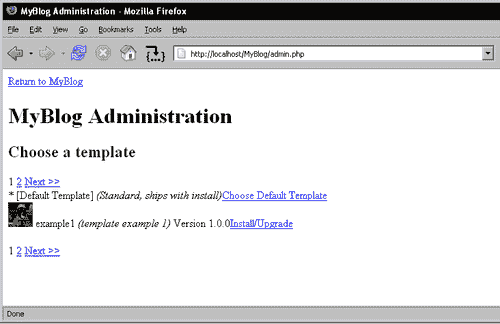 MyBlog Administration - Mozilla Firefox
File Edit View Go Bookmarks Tools Help
http://localhost/MyBlog/admin.php
Return to MyBlog
MyBlog Administration
Choose a template
1 2 Next >>
* [Default Template] (Standard, ships with install)Choose Default Template
example1 (template example 1) Version 1.0.0Install/Upgrade
1 2 Next >>
Done